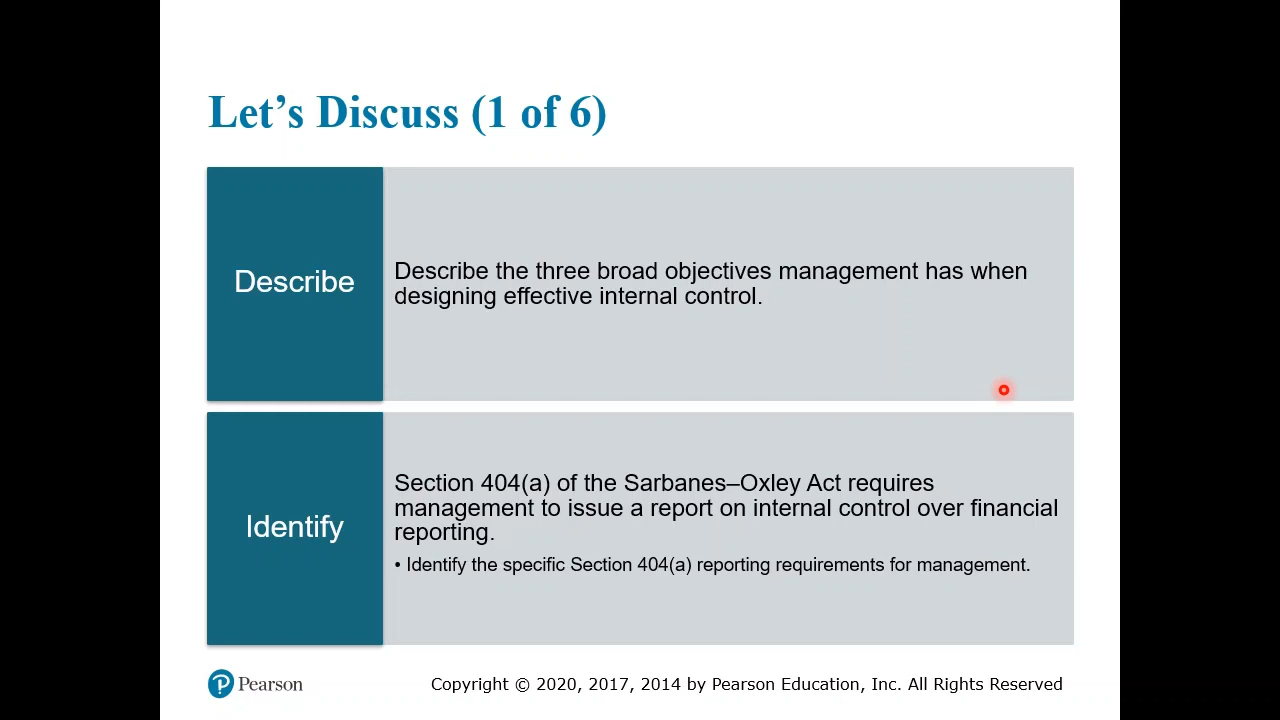 Let’s Discuss (1 of 6)
Describe
Describe the three broad objectives management has when
designing effective internal control.
Identify
Section 404(a) of the Sarbanes–Oxley Act requires
management to issue a report on internal control over financial
reporting.
• Identify the specific Section 404(a) reporting requirements for management.
Pearson
Copyright © 2020, 2017, 2014 by Pearson Education, Inc. All Rights Reserved